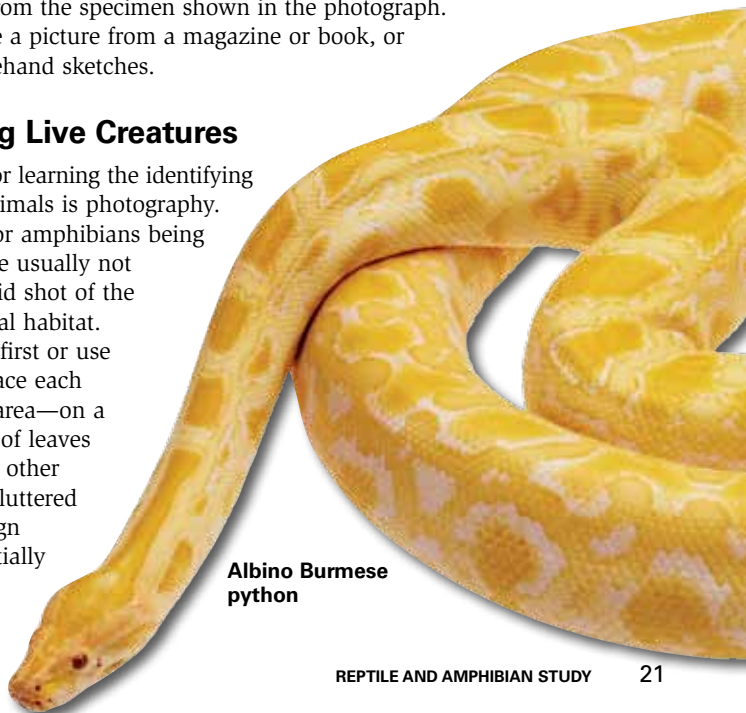 om the specimen shown in the photograph.
a picture from a magazine or book, or
hand sketches.
g Live Creatures
or learning the identifying
imals is photography.
or amphibians being
e usually not
id shot of the
al habitat.
first or use
ace each
area—on a
of leaves
other
luttered
gn
tially
Albino Burmese
python
REPTILE AND AMPHIBIAN STUDY 21